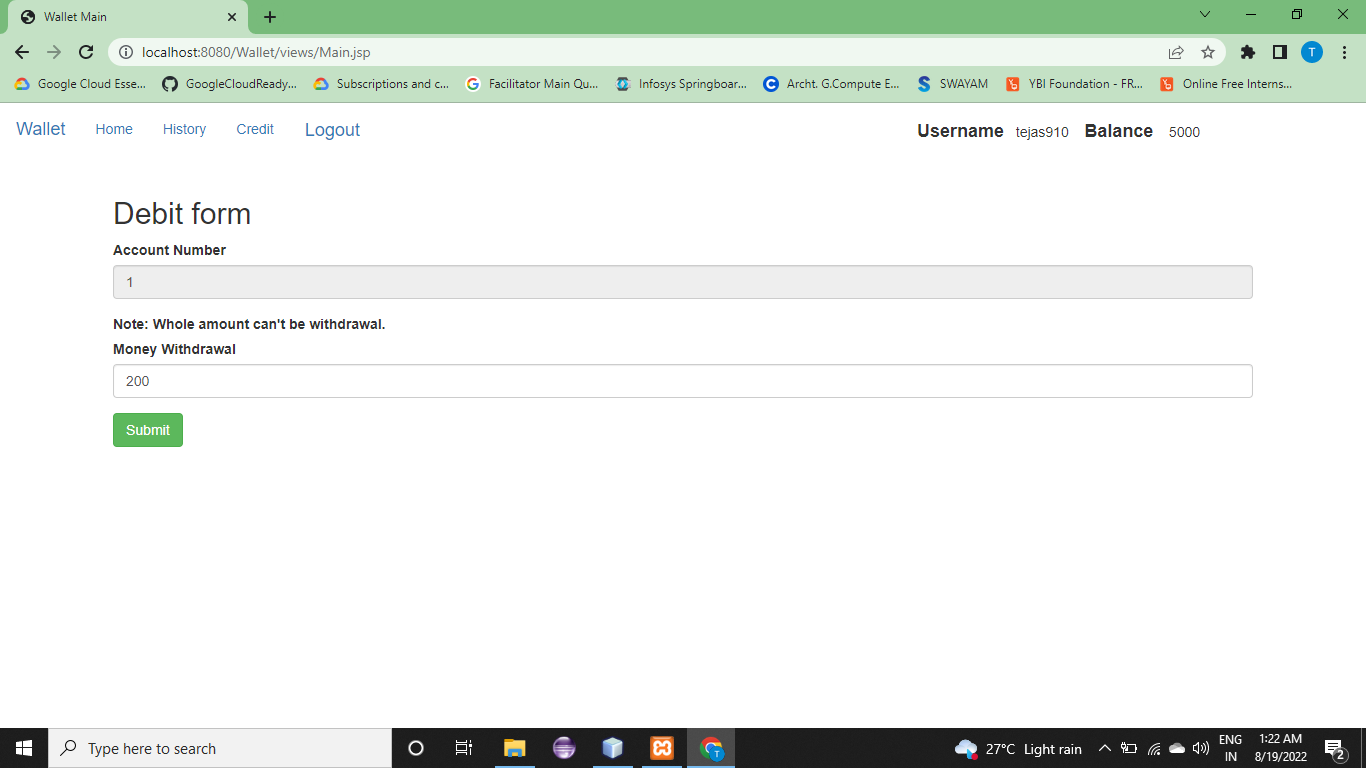 Wallet Main
localhost:8080/Wallet/views/Main.jsp
T
Google Cloud Esse... GoogleCloudReady... Subscriptions and c... Facilitator Main Qu... Infosys Springboar... Archt. G.Compute E... SWAYAM YBI Foundation - FR... Online Free Interns...
Wallet Home History Credit Logout Username tejas910 Balance 5000
Debit form
Account Number
1
Note: Whole amount can't be withdrawal.
Money Withdrawal
200
Submit
Type here to search
T
27°C Light rain
ENG
IN
1:22 AM
8/19/2022
2